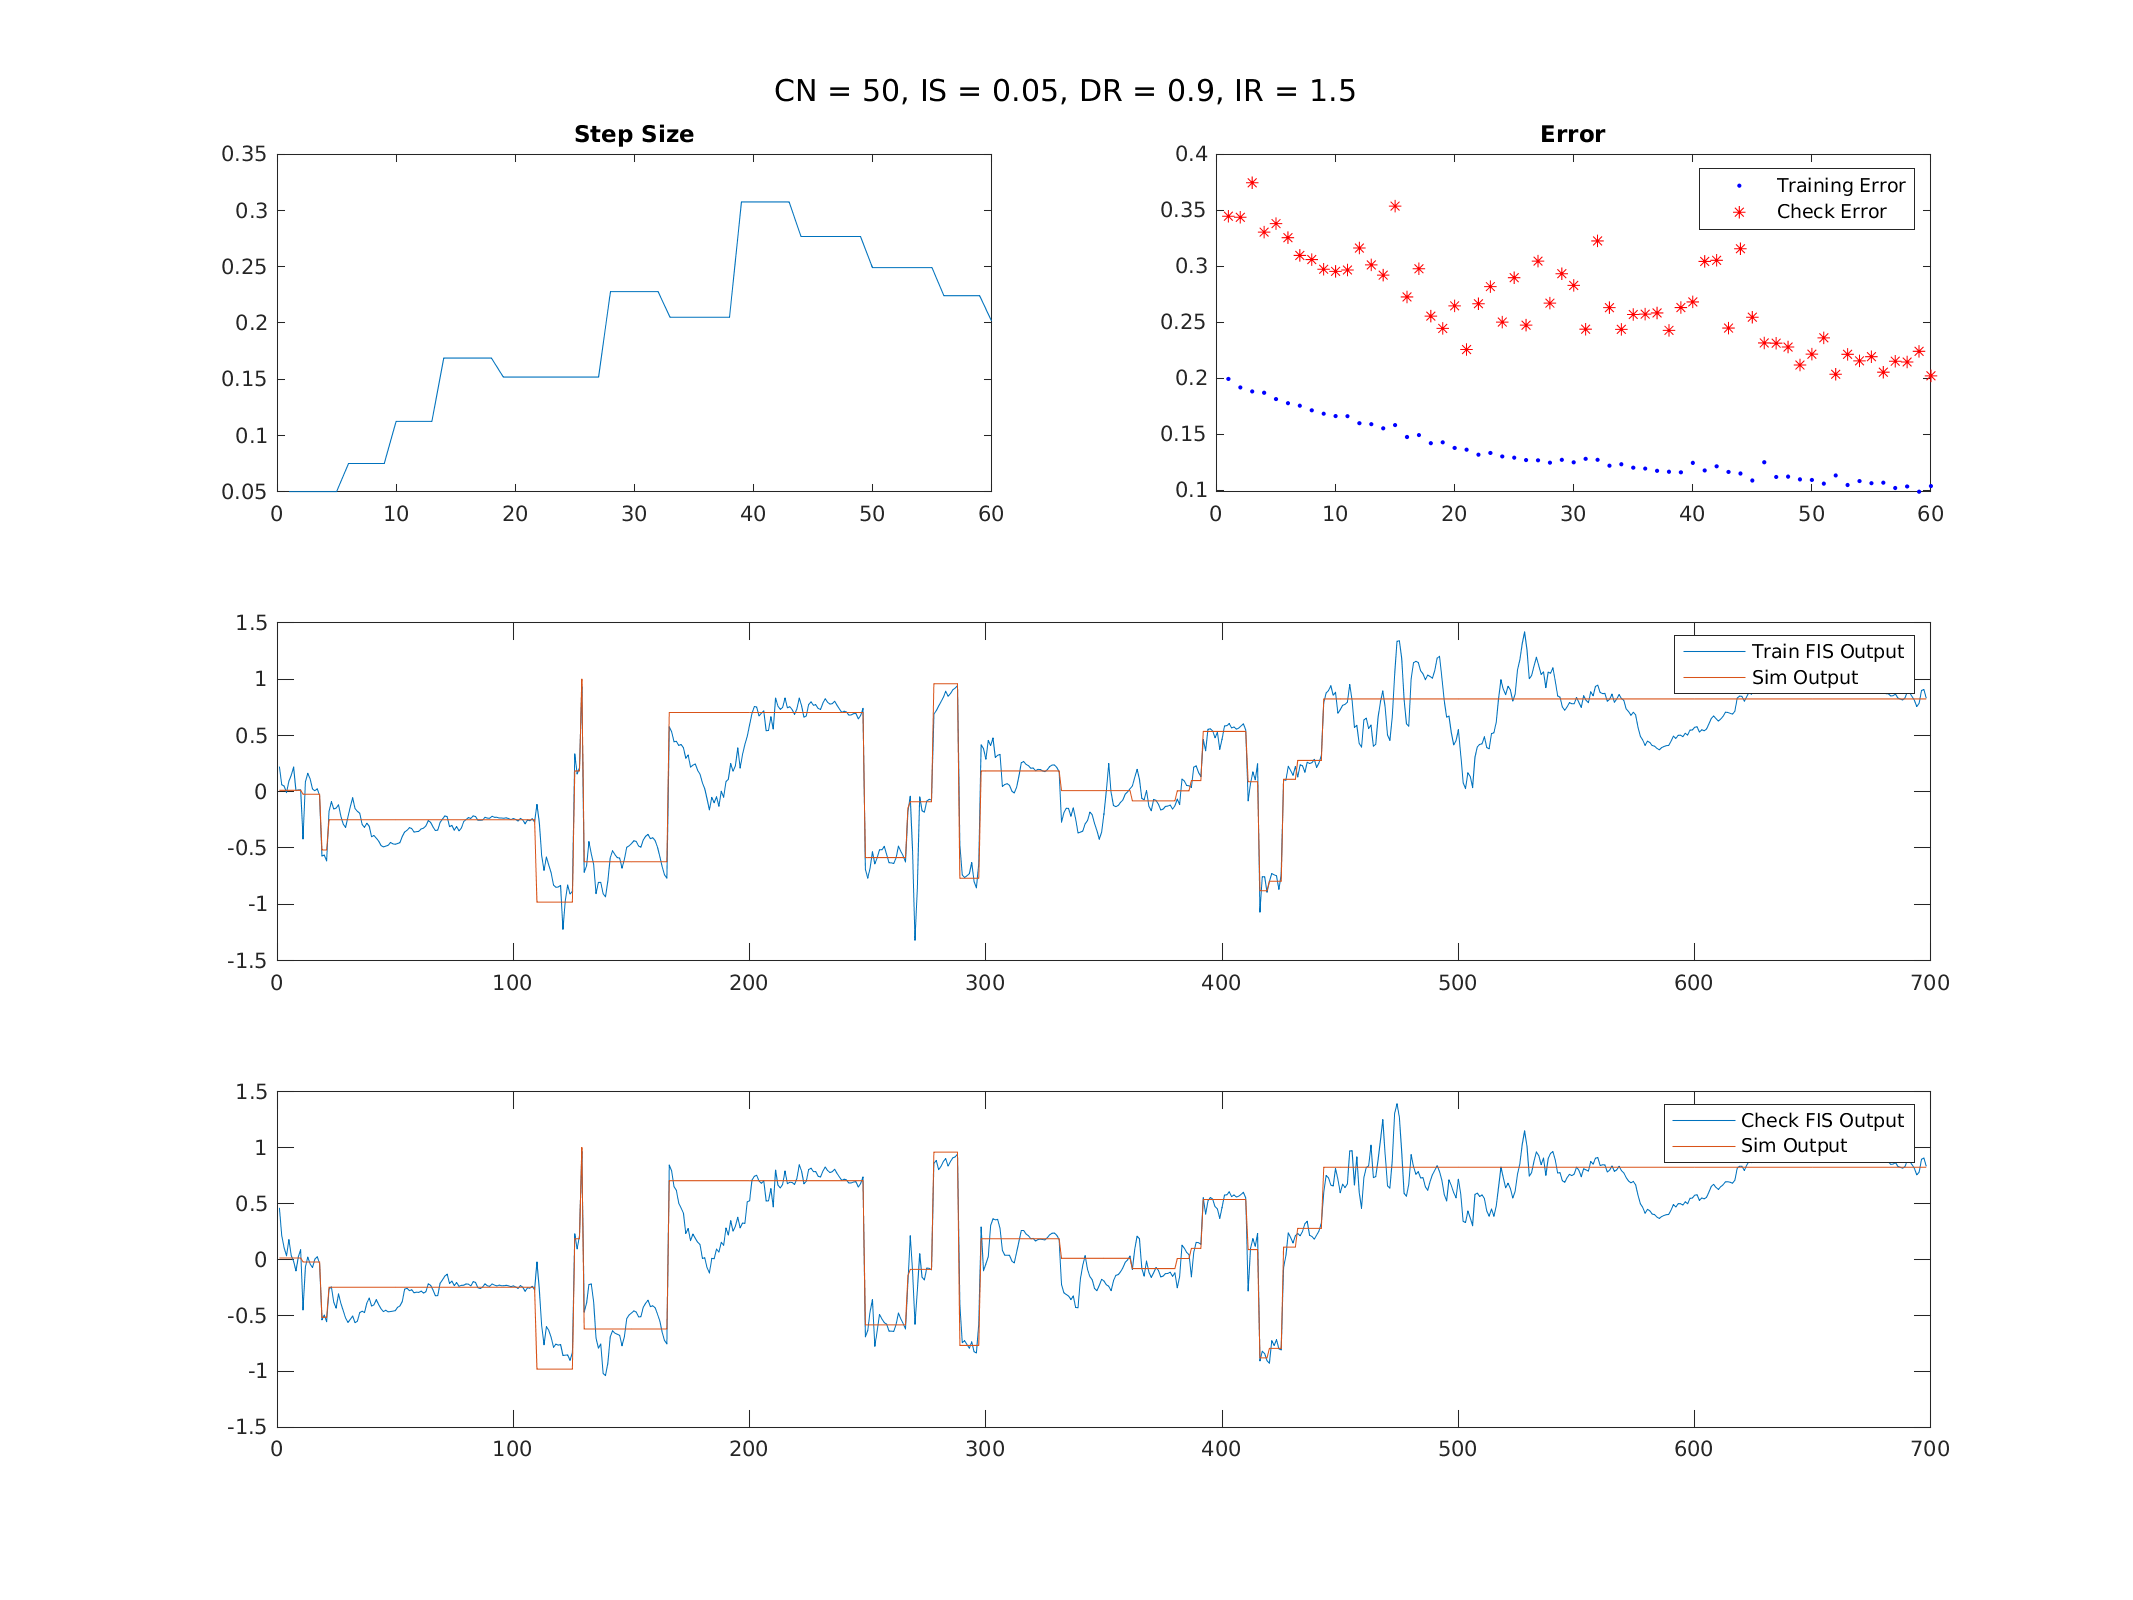 CN = 50, IS = 0.05, DR = 0.9, IR = 1.5
Step Size
0.35
0.3
0.25
0.2
0.15
0.1
0.05
0 10 20 30 40 50 60
Error
0.4
0.35
0.3
0.25
0.2
0.15
0.1
0 10 20 30 40 50 60
Training Error
Check Error
1.5
1
0.5
0
-0.5
-1
-1.5
0 100 200 300 400 500 600 700
Train FIS Output
Sim Output
1.5
1
0.5
0
-0.5
-1
-1.5
0 100 200 300 400 500 600 700
Check FIS Output
Sim Output